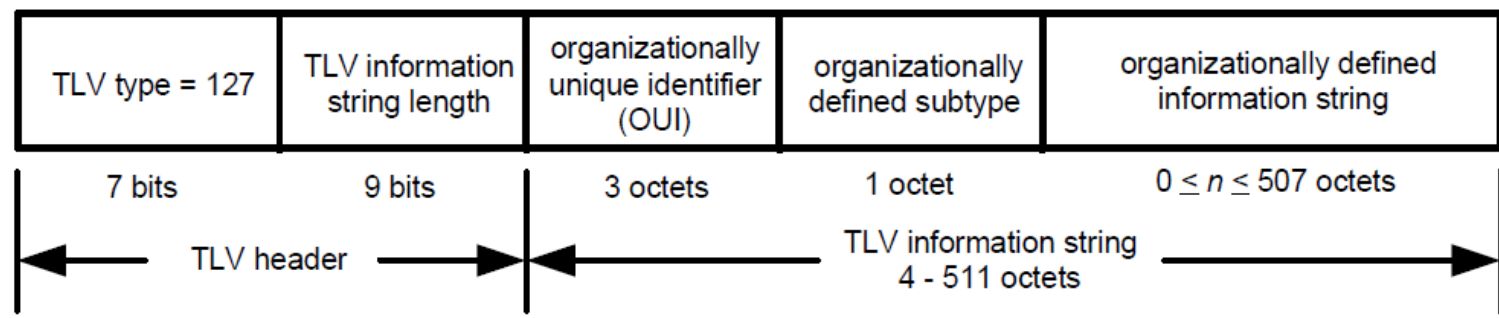 TLV type = 127
TLV information
string length
organizationally
unique identifier
(OUI)
organizationally
defined subtype
organizationally defined
information string
7 bits
9 bits
3 octets
1 octet
0 ≤ n ≤ 507 octets
TLV header
TLV information string
4 - 511 octets